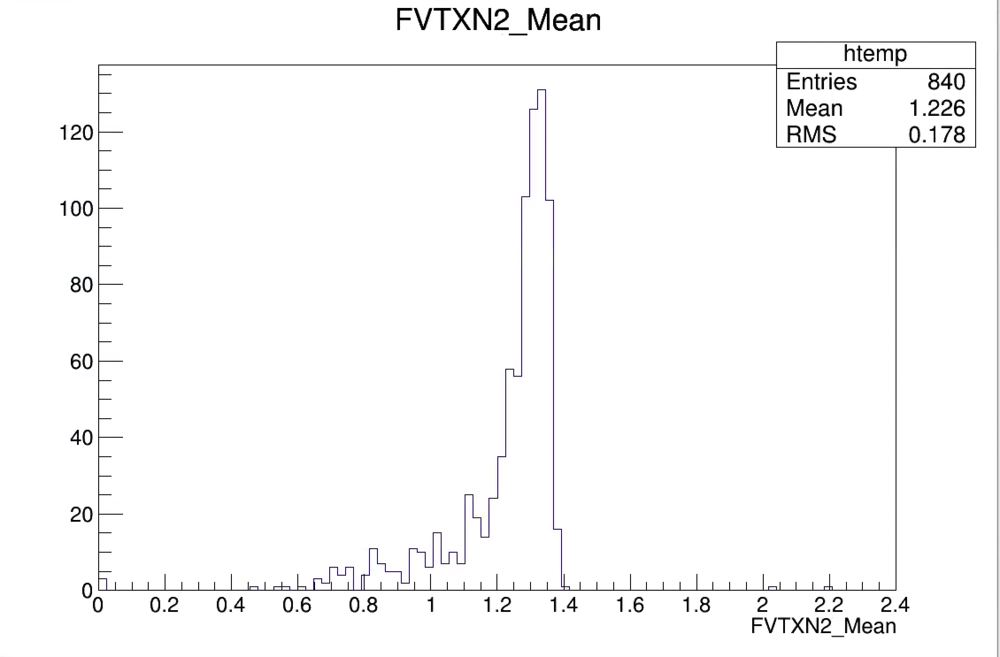 FVTXN2_Mean
htemp
Entries 840
Mean 1.226
RMS 0.178
120
100
80
60
40
20
0
0 0.2 0.4 0.6 0.8 1 1.2 1.4 1.6 1.8 2 2.2 2.4
FVTXN2_Mean